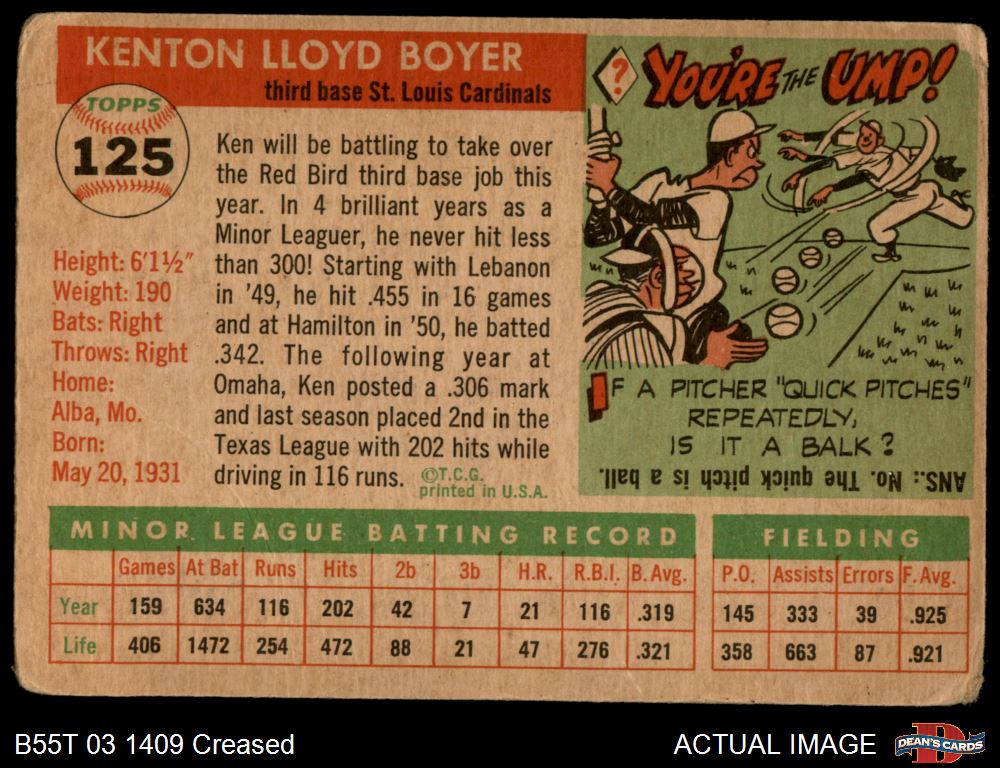 KENTON LLOYD BOYER
third base St. Louis Cardinals
TOPPS
125
Height: 6'1½"
Weight: 190
Bats: Right
Throws: Right
Home:
Alba, Mo.
Born:
May 20, 1931
Ken will be battling to take over
the Red Bird third base job this
year. In 4 brilliant years as a
Minor Leaguer, he never hit less
than 300! Starting with Lebanon
in '49, he hit .455 in 16 games
and at Hamilton in '50, he batted
.342. The following year at
Omaha, Ken posted a .306 mark
and last season placed 2nd in the
Texas League with 202 hits while
driving in 116 runs.
©T.C.G.
printed in U.S.A.
?
YOU'RE THE UMP!
IF A PITCHER "QUICK PITCHES"
REPEATEDLY,
IS IT A BALK?
ANS.: No. The quick pitch is a ball.
MINOR LEAGUE BATTING RECORD
Games At Bat Runs Hits 2b 3b H.R. R.B.I. B. Avg.
Year 159 634 116 202 42 7 21 116 .319
Life 406 1472 254 472 88 21 47 276 .321
FIELDING
P.O. Assists Errors F. Avg.
145 333 39 .925
358 663 87 .921
B55T 03 1409 Creased
ACTUAL IMAGE
D
DEAN'S CARDS